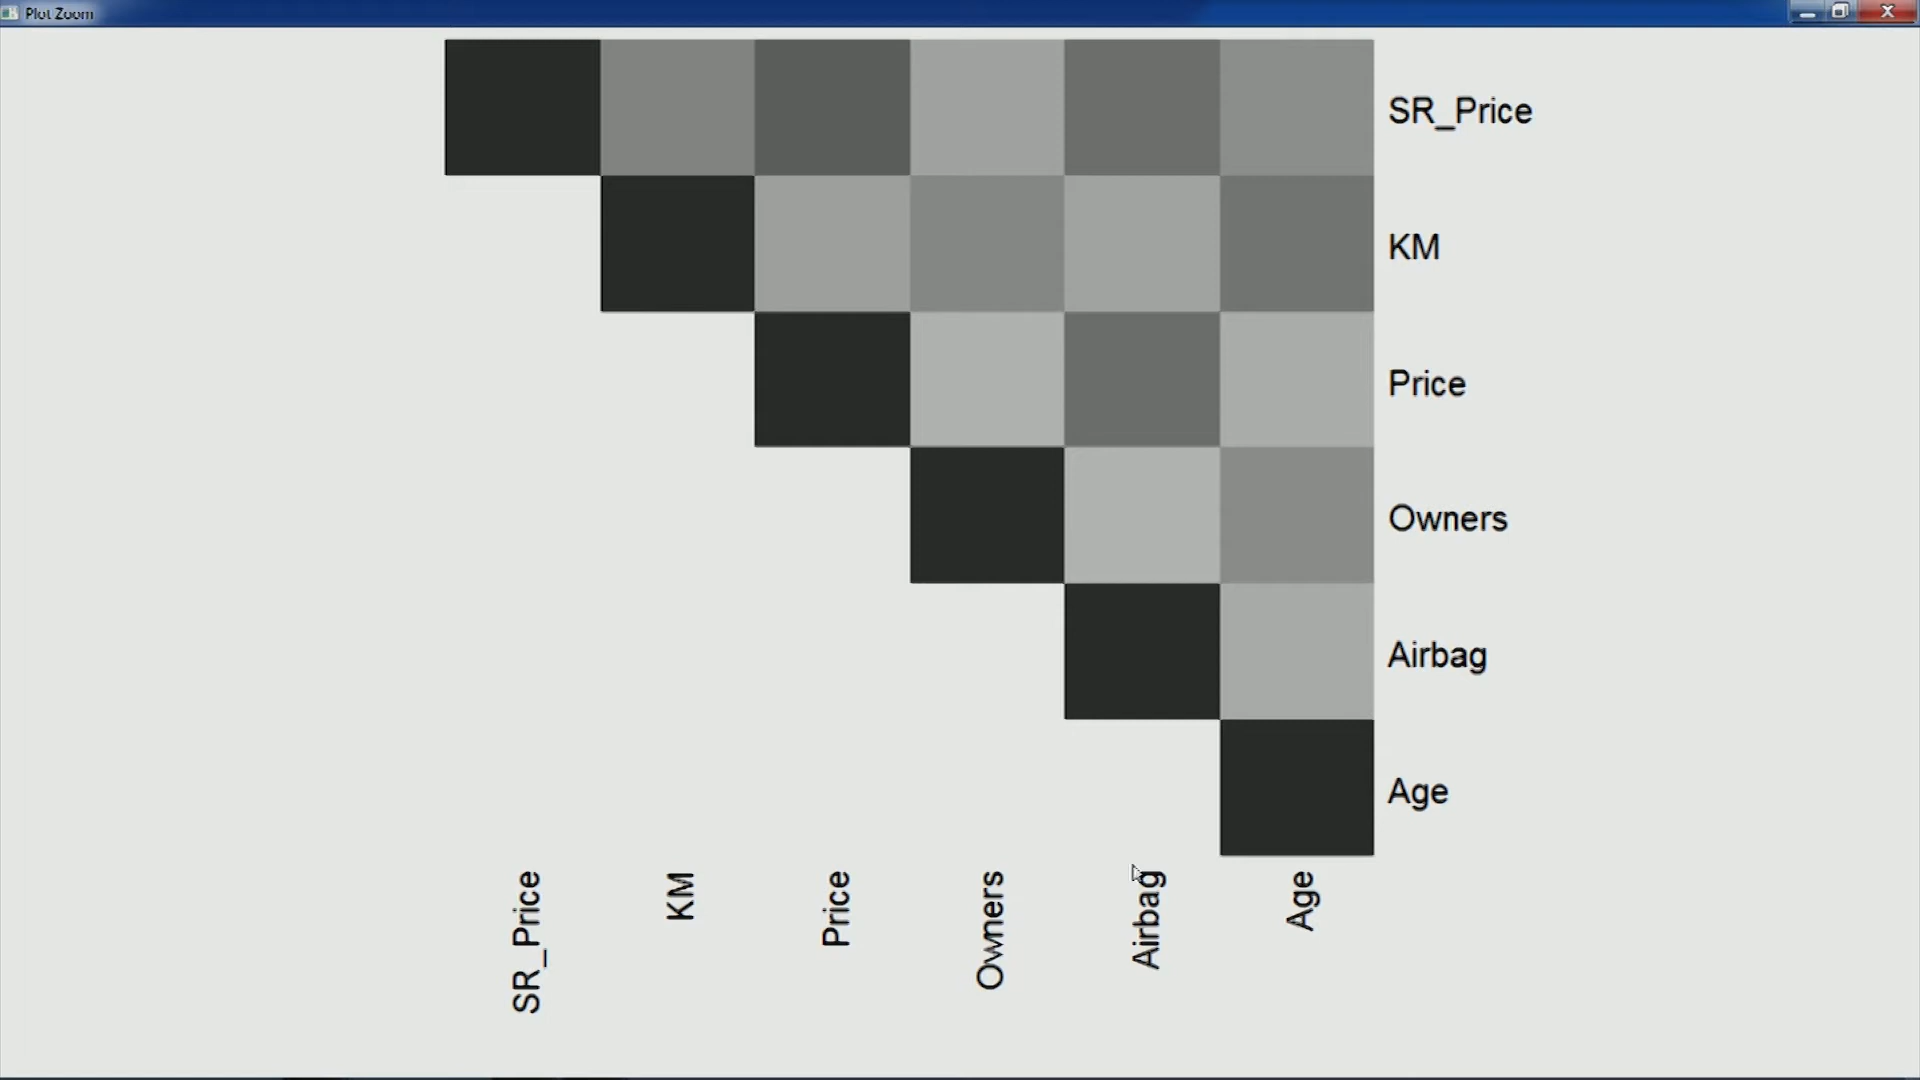 Plot Zoom
SR_Price
KM
Price
Owners
Airbag
Age
SR_Price
KM
Price
Owners
Airbag
Age